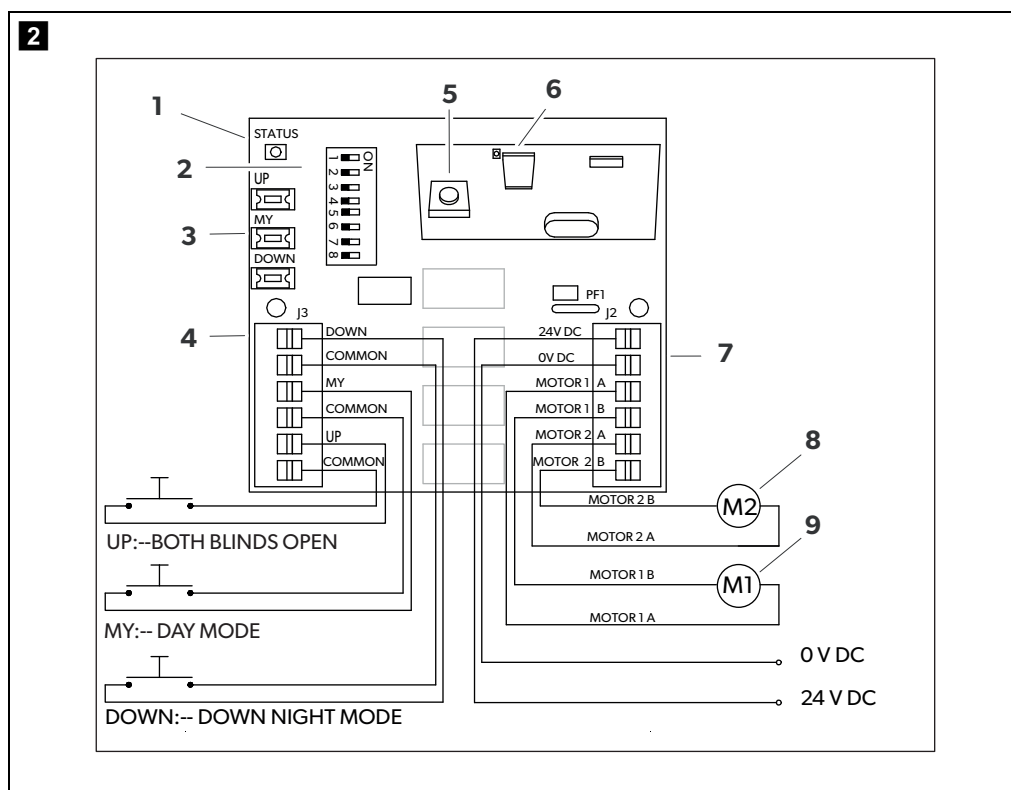 2
1
2
3
4
5
6
7
8
9
STATUS
UP
MY
DOWN
ON
1
2
3
4
5
6
7
8
PF1
J3
DOWN
COMMON
MY
COMMON
UP
COMMON
J2
24V DC
0V DC
MOTOR 1 A
MOTOR 1 B
MOTOR 2 A
MOTOR 2 B
MOTOR 2 B
M2
MOTOR 2 A
MOTOR 1 B
M1
MOTOR 1 A
UP:--BOTH BLINDS OPEN
MY:-- DAY MODE
DOWN:-- DOWN NIGHT MODE
0 V DC
24 V DC